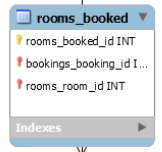 rooms_booked
rooms_booked_id INT
bookings_booking_id I...
rooms_room_id INT
Indexes